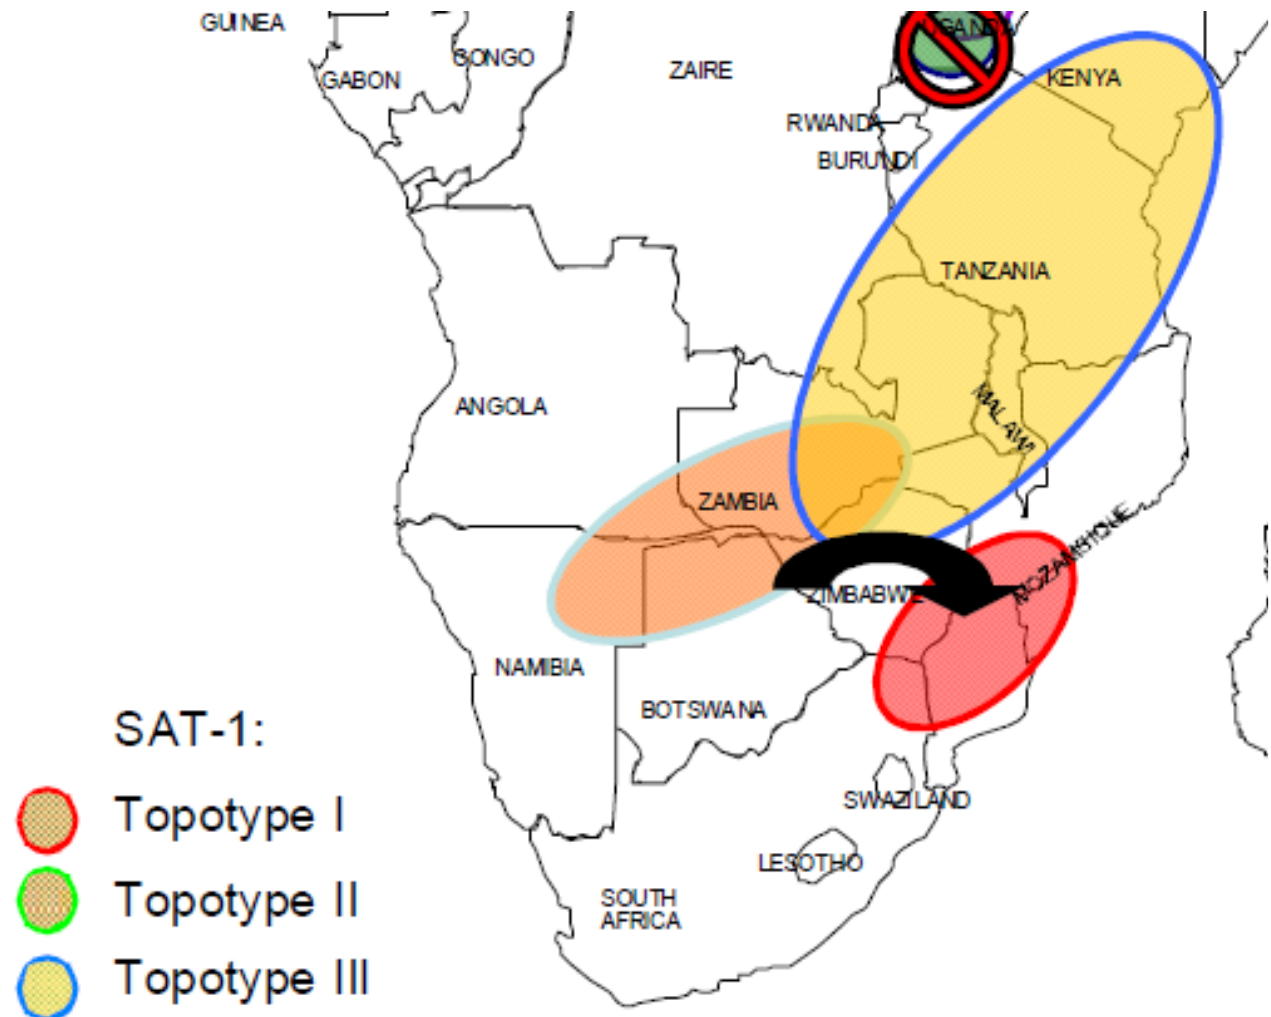 GUINEA
UGANDA
CONGO
GABON
ZAIRE
KENYA
RWANDA
BURUNDI
TANZANIA
ANGOLA
MALAWI
ZAMBIA
MOZAMBIQUE
ZIMBABWE
NAMIBIA
BOTSWANA
SAT-1:
SWAZILAND
Topotype I
LESOTHO
Topotype II
SOUTH
AFRICA
Topotype III